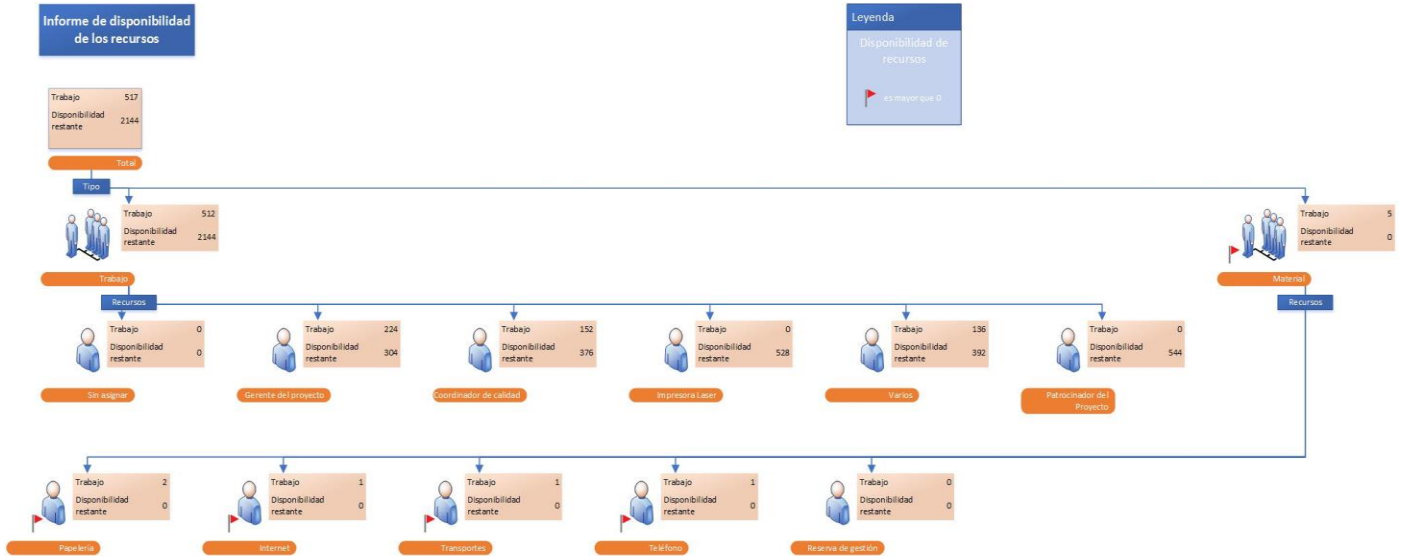 Informe de disponibilidad
de los recursos
Leyenda
Disponibilidad de
recursos
es mayor que 0
Trabajo 517
Disponibilidad
restante 2144
Total
Tipo
Trabajo 512
Disponibilidad
restante 2144
Trabajo
Trabajo 5
Disponibilidad
restante 0
Material
Recursos
Recursos
Trabajo 0
Disponibilidad
restante 0
Sin asignar
Trabajo 224
Disponibilidad
restante 304
Gerente del proyecto
Trabajo 152
Disponibilidad
restante 376
Coordinador de calidad
Trabajo 0
Disponibilidad
restante 528
Impresora Laser
Trabajo 136
Disponibilidad
restante 392
Varios
Trabajo 0
Disponibilidad
restante 544
Patrocinador del
Proyecto
Trabajo 2
Disponibilidad
restante 0
Papelería
Trabajo 1
Disponibilidad
restante 0
Internet
Trabajo 1
Disponibilidad
restante 0
Transportes
Trabajo 1
Disponibilidad
restante 0
Teléfono
Trabajo 0
Disponibilidad
restante 0
Reserva de gestión